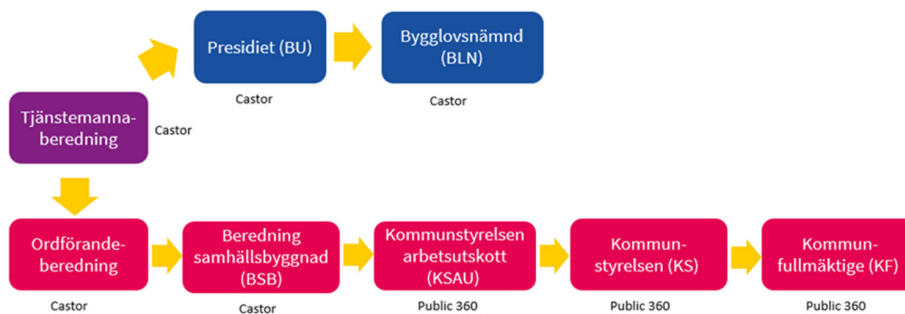 Presidiet (BU)
Bygglovsnämnd
(BLN)
Castor
Castor
Tjänstemanna-
beredning
Castor
Ordförande-
beredning
Beredning
samhällsbyggnad
(BSB)
Kommunstyrelsen
arbetsutskott
(KSAU)
Kommun-
styrelsen (KS)
Kommun-
fullmäktige (KF)
Castor
Castor
Public 360
Public 360
Public 360